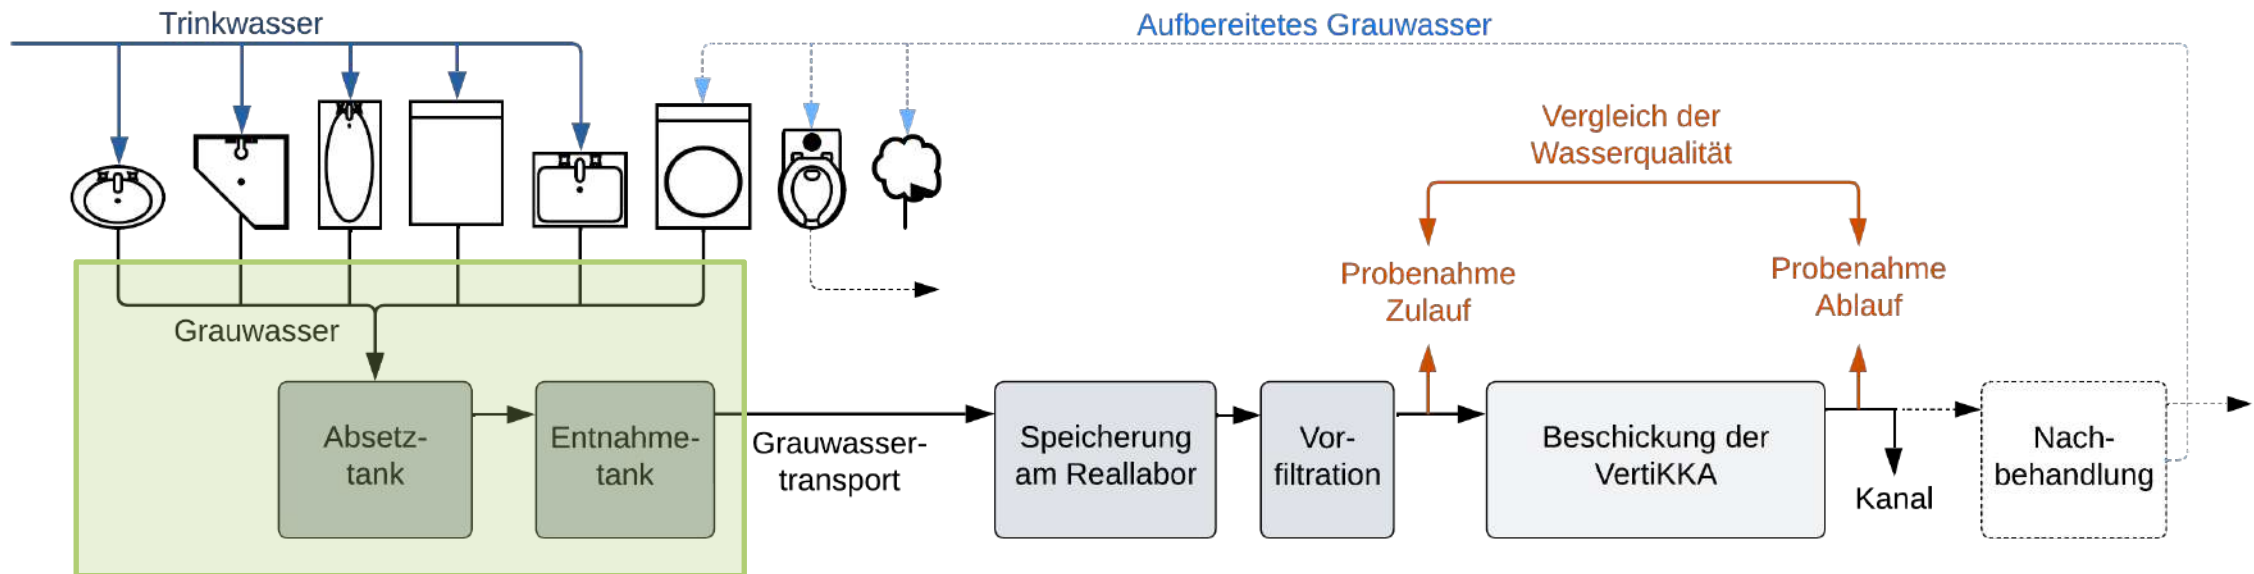 Trinkwasser
Aufbereitetes Grauwasser
Vergleich der
Wasserqualität
Probenahme
Zulauf
Probenahme
Ablauf
Grauwasser
Absetz-
tank
Entnahme-
tank
Grauwasser-
transport
Speicherung
am Reallabor
Vor-
filtration
Beschickung der
VertiKKA
Kanal
Nach-
behandlung